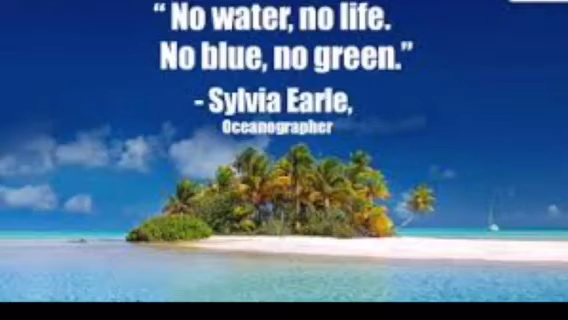 “ No water, no life.
No blue, no green.”
- Sylvia Earle,
Oceanographer